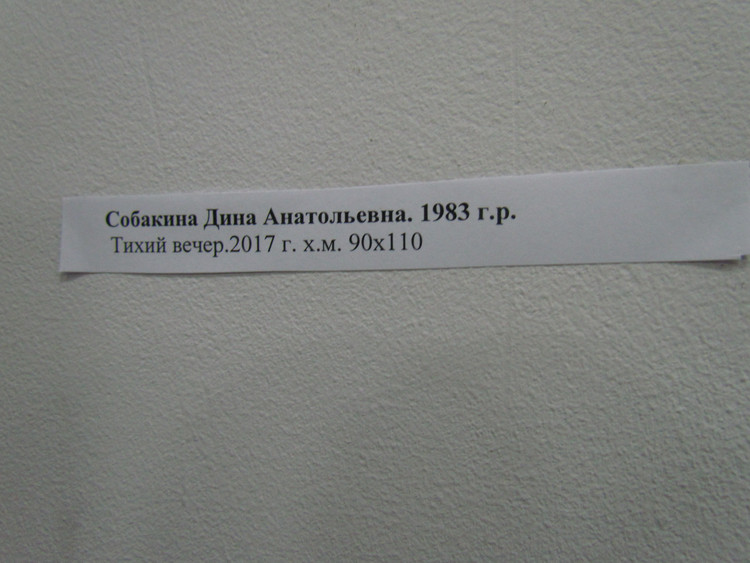 Собакина Дина Анатольевна. 1983 г.р.
Тихий вечер.2017 г. х.м. 90х110